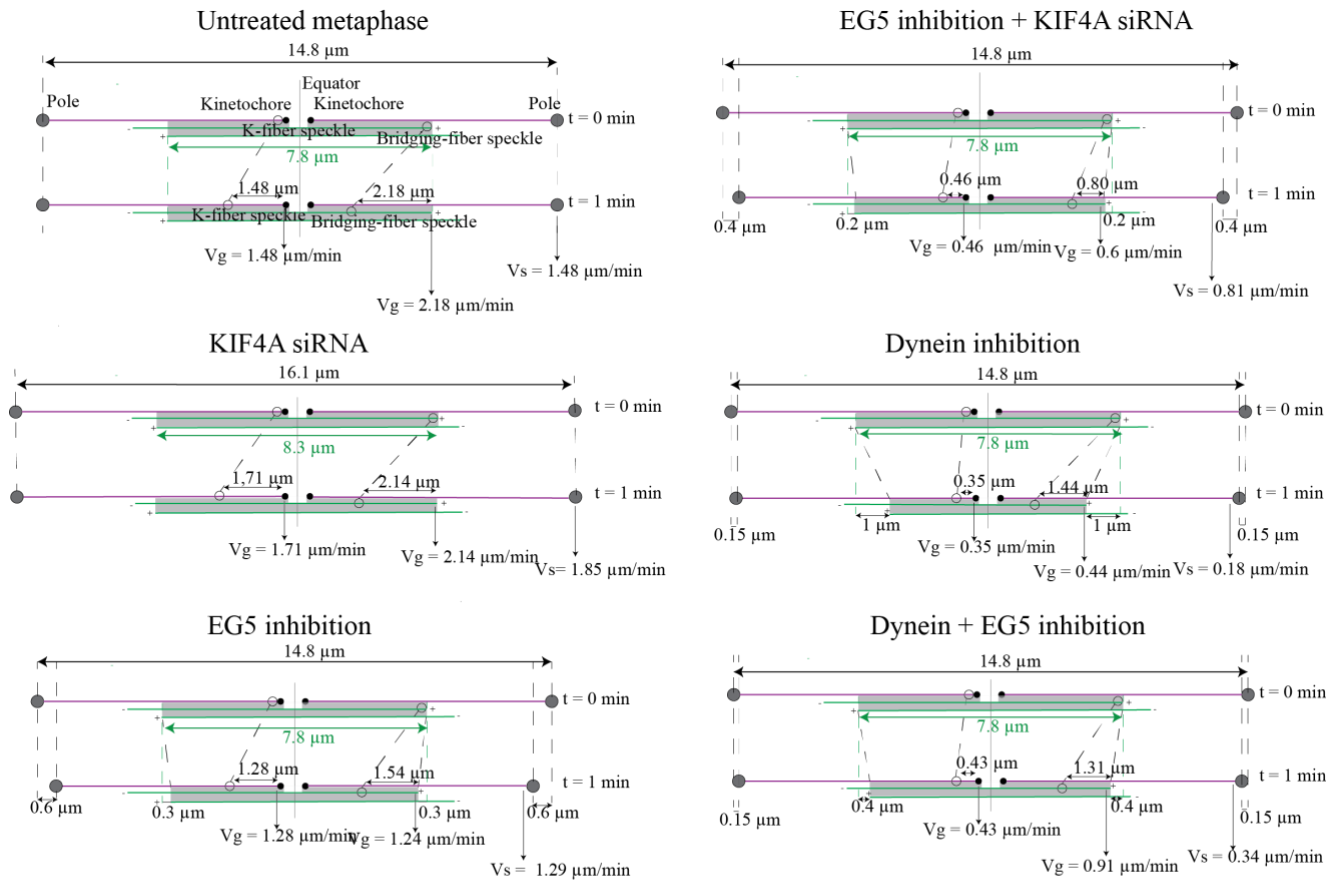 Untreated metaphase
14.8 µm
Equator
Pole
Kinetochore
Kinetochore
Pole
t = 0 min
K-fiber speckle
Bridging-fiber speckle
- +
7.8 µm
+ -
1.48 µm
2.18 µm
t = 1 min
K-fiber speckle
Bridging-fiber speckle
Vg = 1.48 µm/min
Vs = 1.48 µm/min
Vg = 2.18 µm/min
EG5 inhibition + KIF4A siRNA
14.8 µm
t = 0 min
- +
+ -
7.8 µm
0.46 µm
0.80 µm
t = 1 min
- +
+ -
0.4 µm
0.2 µm
0.2 µm
0.4 µm
Vg = 0.46 µm/min
Vg = 0.6 µm/min
Vs = 0.81 µm/min
KIF4A siRNA
16.1 µm
t = 0 min
- +
+ -
8.3 µm
1,71 µm
2.14 µm
t = 1 min
- +
+ -
Vg = 1.71 µm/min
Vg = 2.14 µm/min
Vs= 1.85 µm/min
Dynein inhibition
14.8 µm
t = 0 min
- +
+ -
7.8 µm
0.35 µm
1.44 µm
t = 1 min
- +
+ -
0.15 µm
1 µm
1 µm
0.15 µm
Vg = 0.35 µm/min
Vg = 0.44 µm/min
Vs = 0.18 µm/min
EG5 inhibition
14.8 µm
t = 0 min
- +
+ -
7.8 µm
1.28 µm
1.54 µm
t = 1 min
- +
+ -
0.6 µm
0.3 µm
0.3 µm
0.6 µm
Vg = 1.28 µm/min
Vg = 1.24 µm/min
Vs = 1.29 µm/min
Dynein + EG5 inhibition
14.8 µm
t = 0 min
- +
+ -
7.8 µm
0.43 µm
1.31 µm
t = 1 min
- +
+ -
0.15 µm
0.4 µm
0.4 µm
0.15 µm
Vg = 0.43 µm/min
Vg = 0.91 µm/min
Vs = 0.34 µm/min